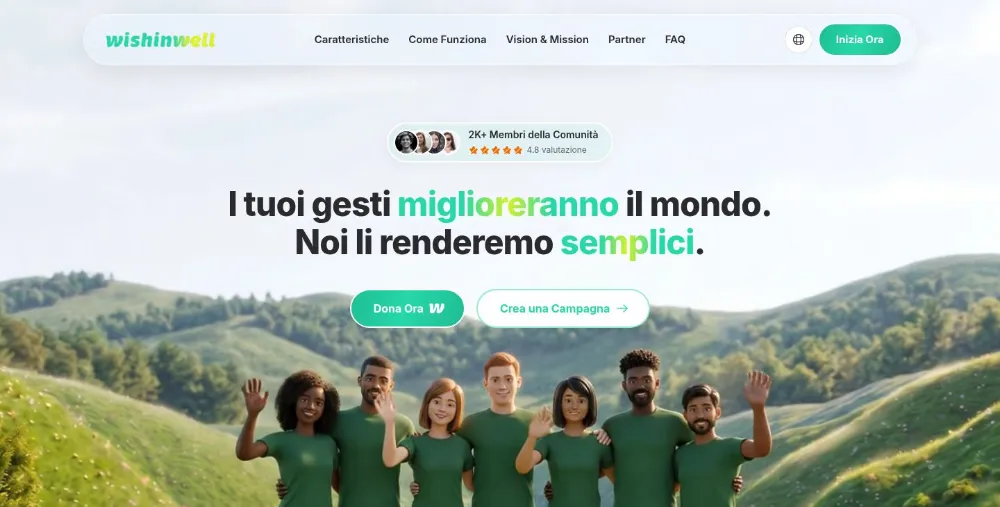 wishinwell
Caratteristiche
Come Funziona
Vision & Mission
Partner
FAQ
Inizia Ora
2K+ Membri della Comunità
4.8 valutazione
I tuoi gesti miglioreranno il mondo.
Noi li renderemo semplici.
Dona Ora W
Crea una Campagna →